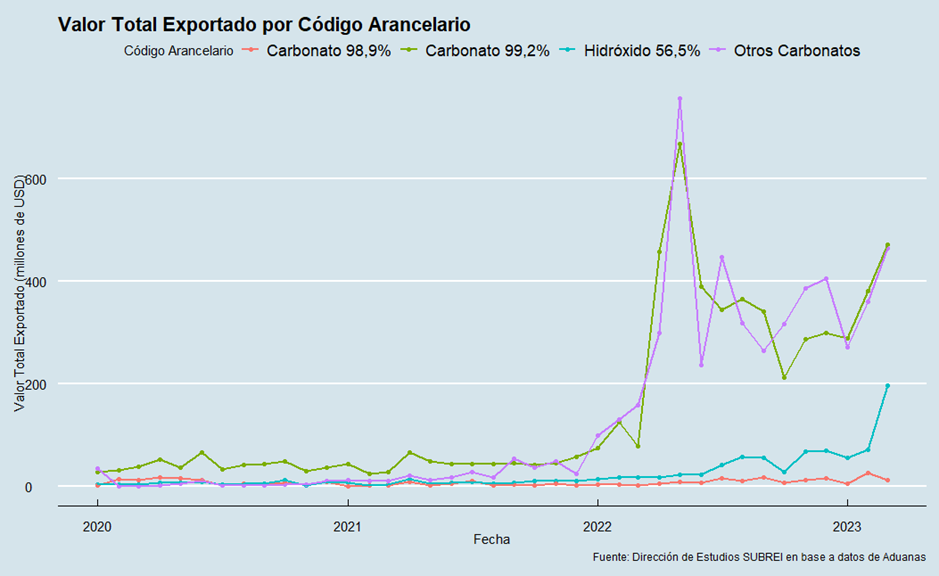 Valor Total Exportado por Código Arancelario
Código Arancelario Carbonato 98,9% Carbonato 99,2% Hidróxido 56,5% Otros Carbonatos
Valor Total Exportado (millones de USD)
600
400
200
0
2020 2021 2022 2023
Fecha
Fuente: Dirección de Estudios SUBREI en base a datos de Aduanas